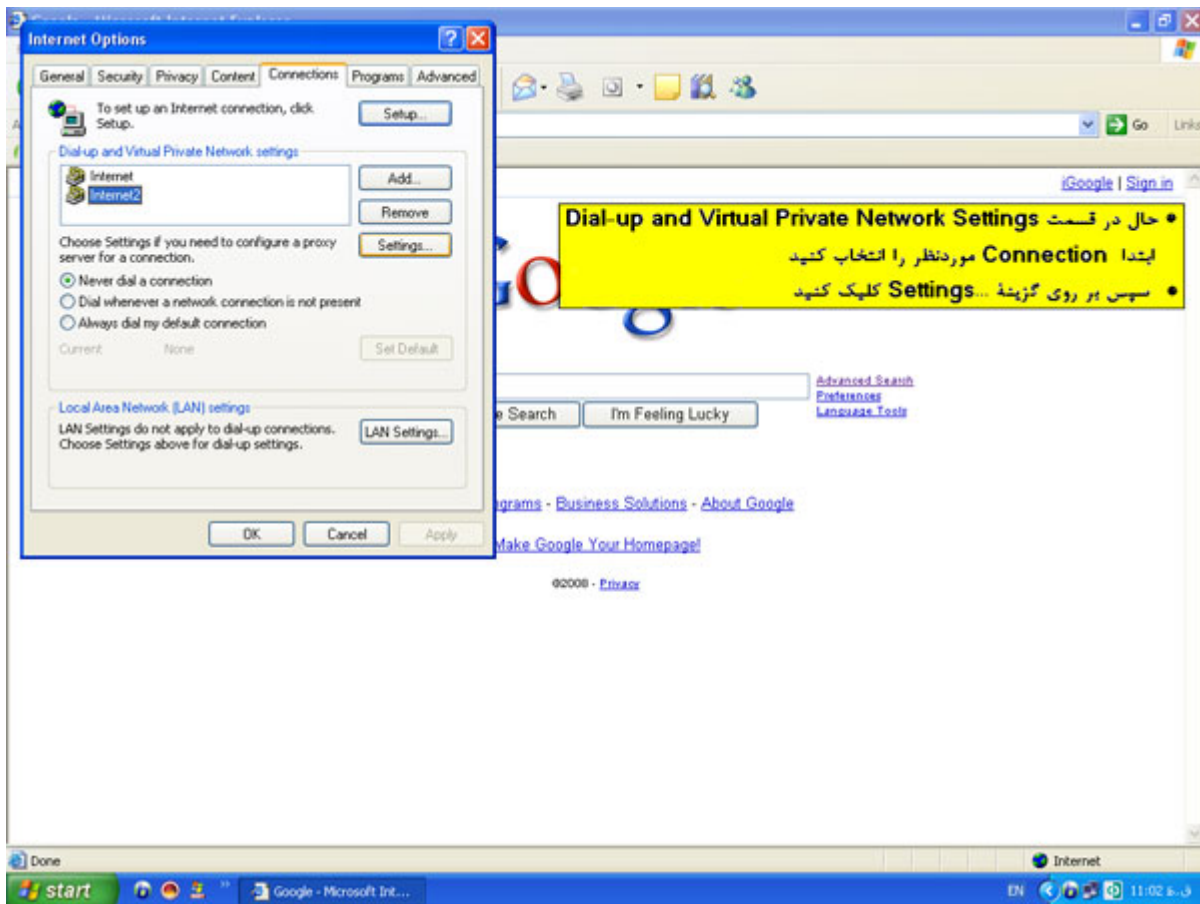 Google - Microsoft Internet Explorer
Internet Options
General Security Privacy Content Connections Programs Advanced
To set up an Internet connection, click
Setup.
Setup...
Dial-up and Virtual Private Network settings
Internet
Internet2
Add...
Remove
Choose Settings if you need to configure a proxy
server for a connection.
Settings...
Never dial a connection
Dial whenever a network connection is not present
Always dial my default connection
Current None
Set Default
Local Area Network (LAN) settings
LAN Settings do not apply to dial-up connections.
Choose Settings above for dial-up settings.
LAN Settings...
OK Cancel Apply
Go Links
iGoogle | Sign in
• حال در قسمت Dial-up and Virtual Private Network Settings
ابتدا Connection موردنظر را انتخاب کنید
• سپس بر روی گزینهٔ ...Settings کلیک کنید
Advanced Search
Preferences
Language Tools
Search I'm Feeling Lucky
Business Solutions - About Google
Make Google Your Homepage!
©2008 - Privacy
Done
Internet
start
Google - Microsoft Int...
EN
11:02 ق.ظ